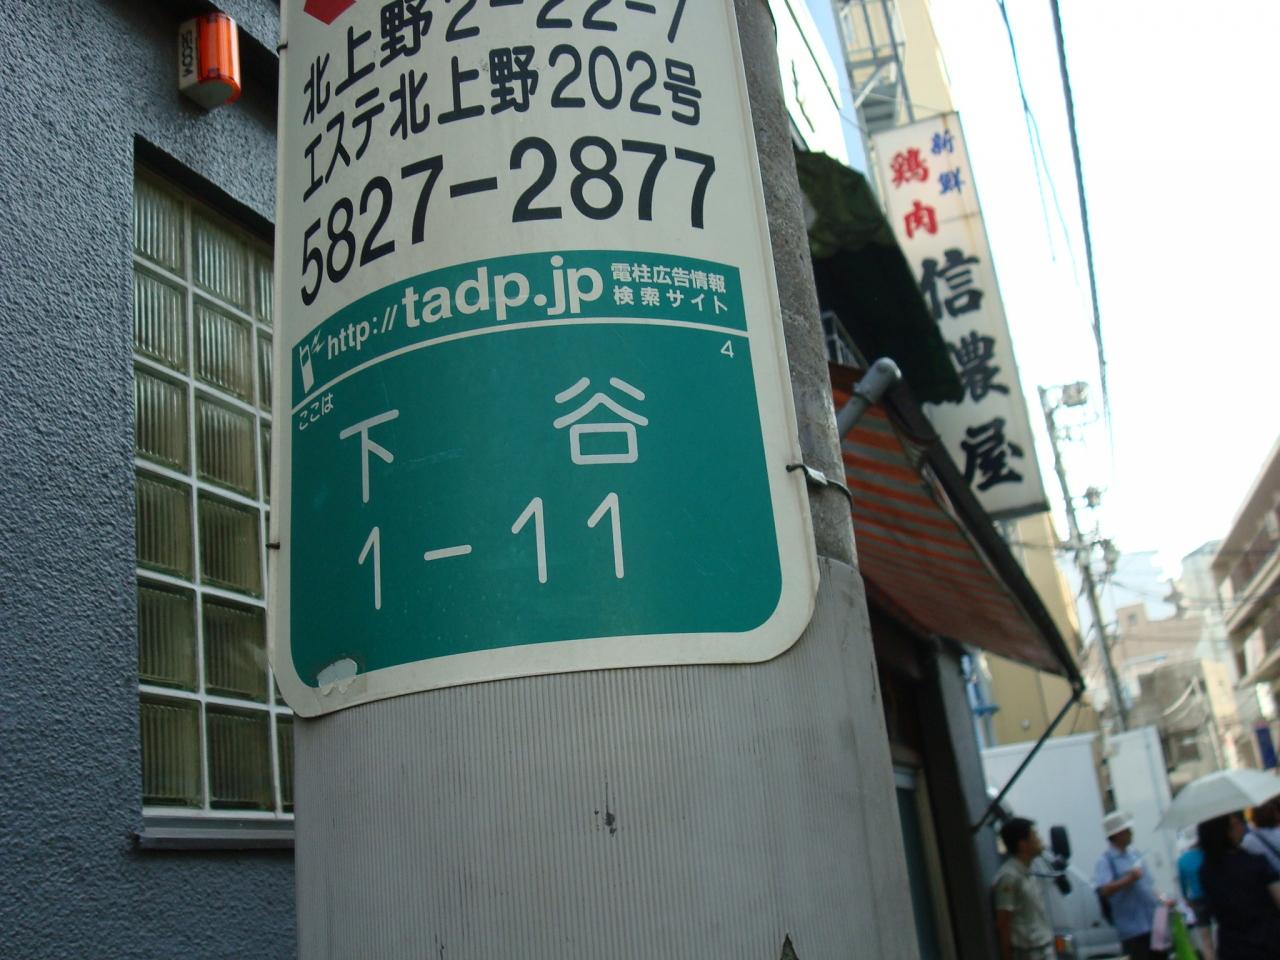 北上野2-22-7
エステ北上野202号
5827-2877
http://tadp.jp 電柱広告情報
検索サイト
4
ここは
下谷
1-11
SECOM
新鮮
鶏肉
信濃屋